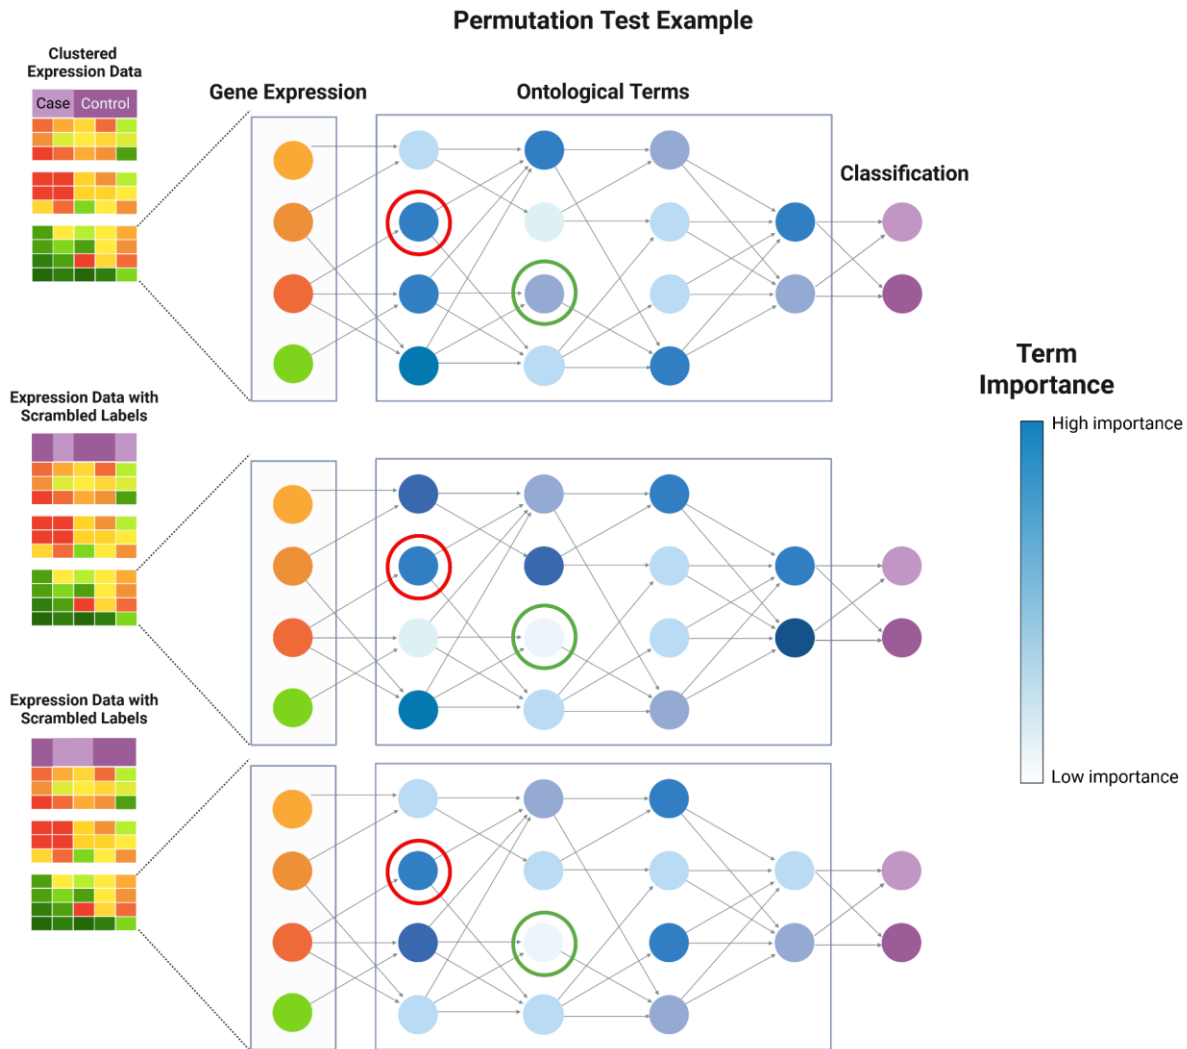 Permutation Test Example
Clustered
Expression Data
Case
Control
Gene Expression
Ontological Terms
Classification
Term
Importance
High importance
Low importance
Expression Data with
Scrambled Labels
Expression Data with
Scrambled Labels